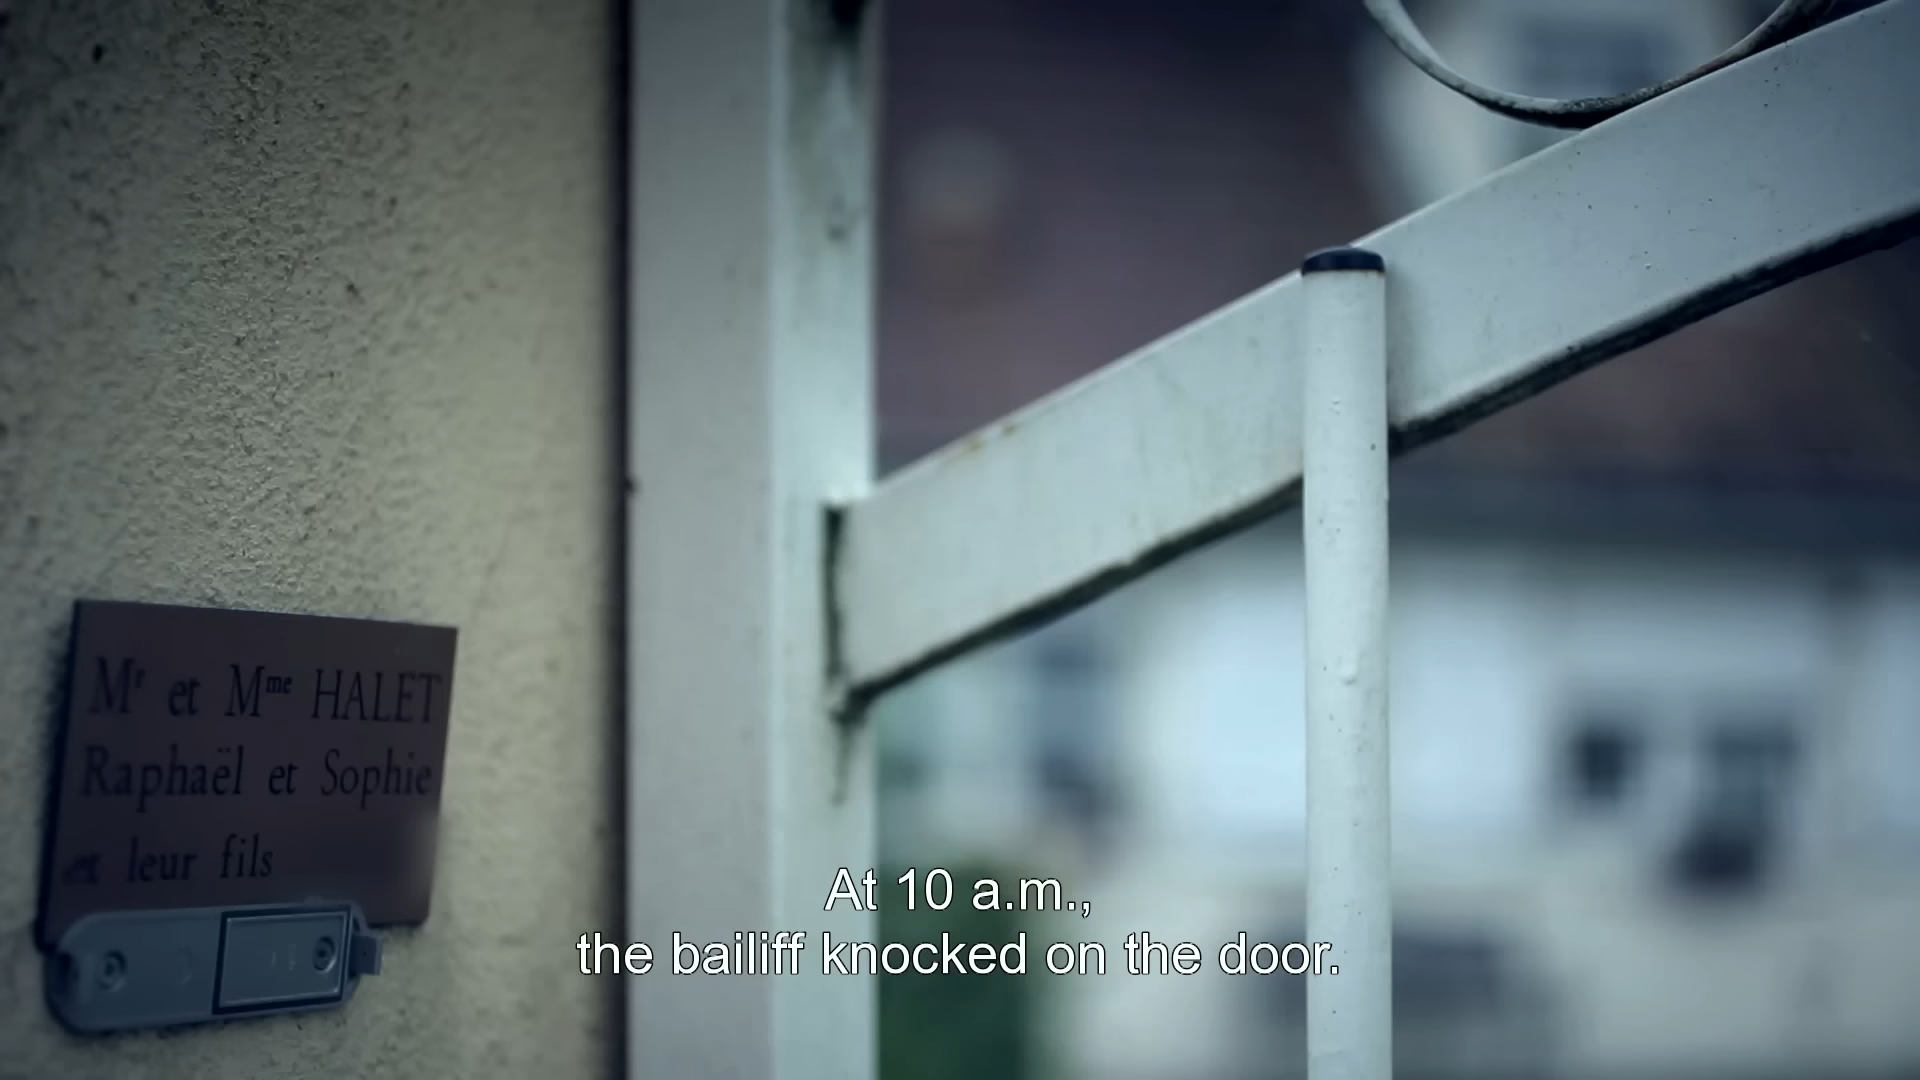 Mʳ et Mᵐᵉ HALET
Raphaël et Sophie
et leur fils
At 10 a.m.,
the bailiff knocked on the door.